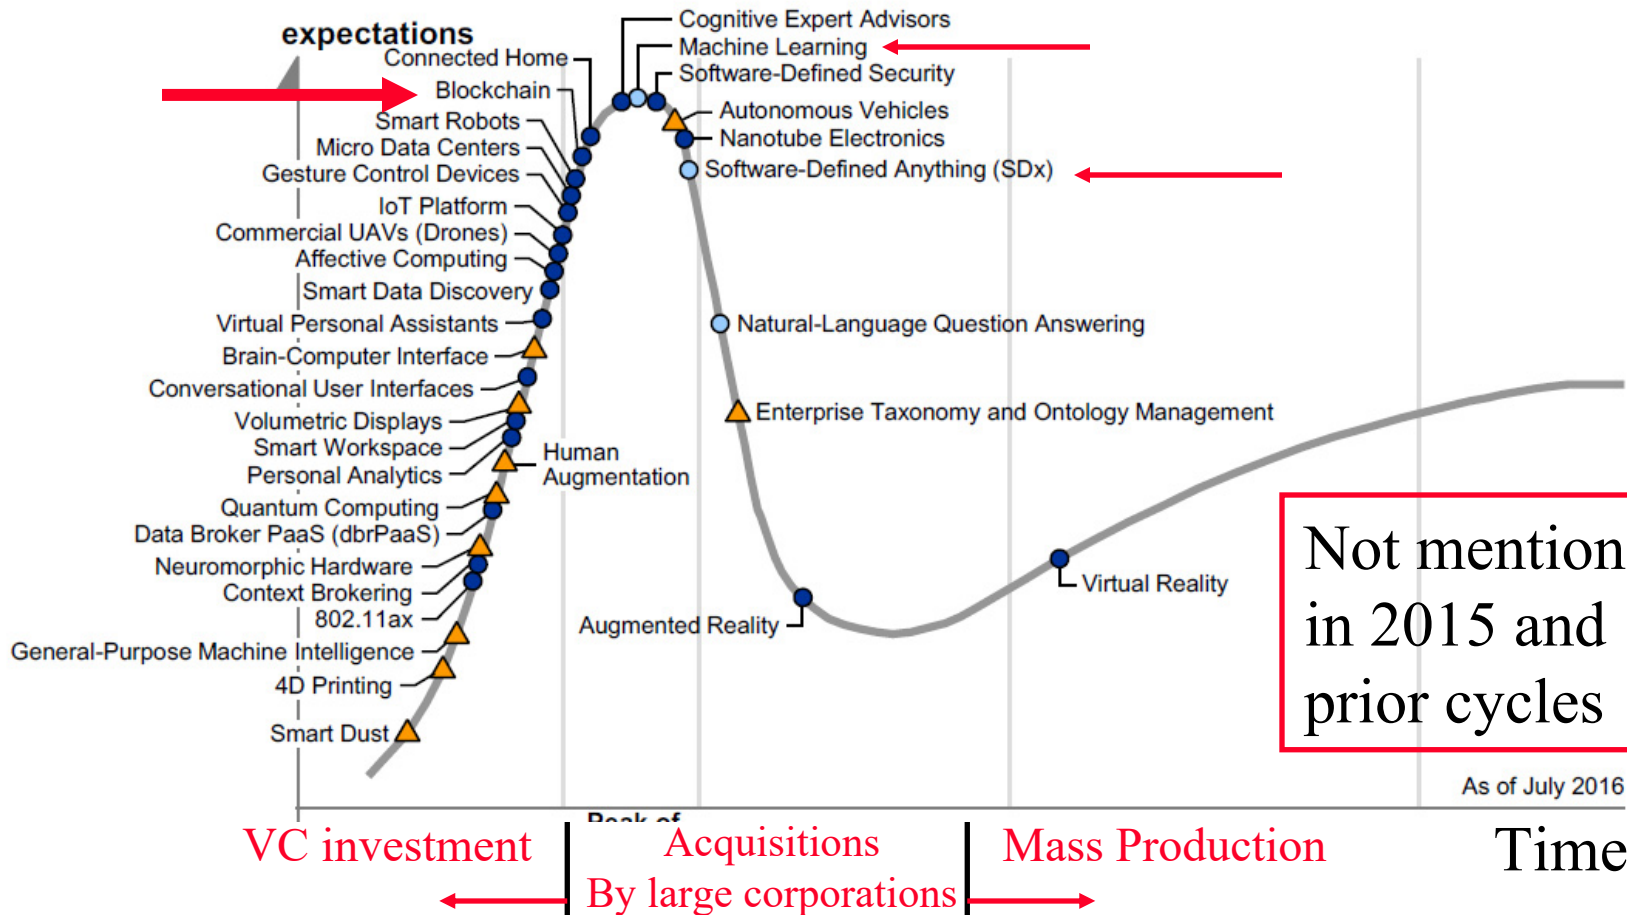 expectations
Cognitive Expert Advisors
Machine Learning
Software-Defined Security
Connected Home
Blockchain
Smart Robots
Micro Data Centers
Gesture Control Devices
IoT Platform
Commercial UAVs (Drones)
Affective Computing
Smart Data Discovery
Virtual Personal Assistants
Brain-Computer Interface
Conversational User Interfaces
Volumetric Displays
Smart Workspace
Personal Analytics
Quantum Computing
Data Broker PaaS (dbrPaaS)
Neuromorphic Hardware
Context Brokering
802.11ax
General-Purpose Machine Intelligence
4D Printing
Smart Dust
Human
Augmentation
Autonomous Vehicles
Nanotube Electronics
Software-Defined Anything (SDx)
Natural-Language Question Answering
Enterprise Taxonomy and Ontology Management
Augmented Reality
Virtual Reality
Not mention
in 2015 and
prior cycles
As of July 2016
Peak of
VC investment
Acquisitions
By large corporations
Mass Production
Time